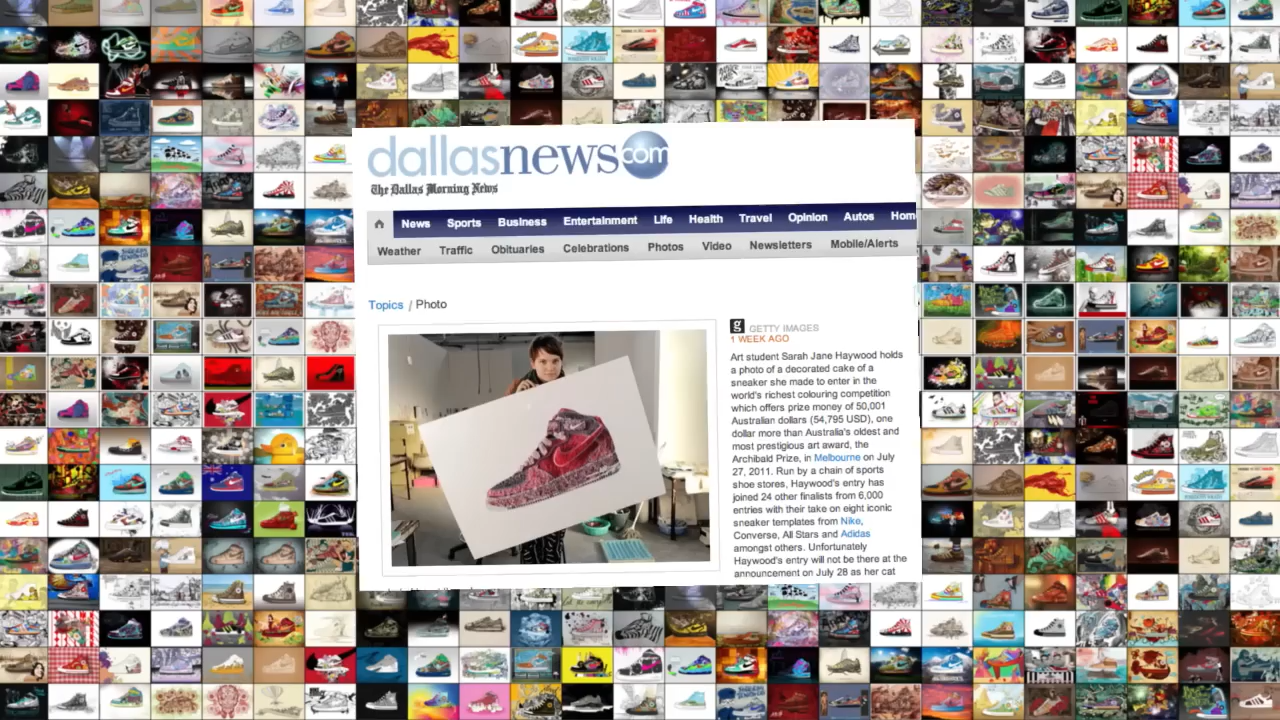 dallasnews.com
The Dallas Morning News
News Sports Business Entertainment Life Health Travel Opinion Autos Hom
Weather Traffic Obituaries Celebrations Photos Video Newsletters Mobile/Alerts
Topics / Photo
g GETTY IMAGES
1 WEEK AGO
Art student Sarah Jane Haywood holds
a photo of a decorated cake of a
sneaker she made to enter in the
world's richest colouring competition
which offers prize money of 50,001
Australian dollars (54,795 USD), one
dollar more than Australia's oldest and
most prestigious art award, the
Archibald Prize, in Melbourne on July
27, 2011. Run by a chain of sports
shoe stores, Haywood's entry has
joined 24 other finalists from 6,000
entries with their take on eight iconic
sneaker templates from Nike,
Converse, All Stars and Adidas
amongst others. Unfortunately
Haywood's entry will not be there at the
announcement on July 28 as her cat